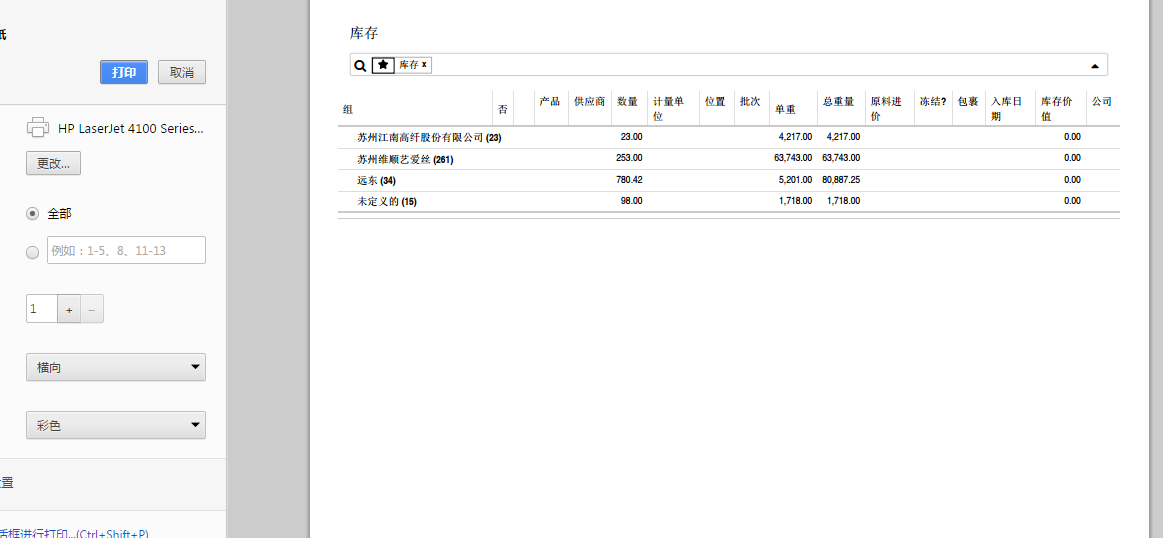 纸
打印 取消
HP LaserJet 4100 Series...
更改...
全部
例如：1-5、8、11-13
1 + −
横向
彩色
置
话框进行打印...(Ctrl+Shift+P)
库存
★ 库存 x
组 否 产品 供应商 数量 计量单位 位置 批次 单重 总重量 原料进价 冻结? 包裹 入库日期 库存价值 公司
苏州江南高纤股份有限公司 (23) 23.00 4,217.00 4,217.00 0.00
苏州维顺艺爱丝 (261) 253.00 63,743.00 63,743.00 0.00
远东 (34) 780.42 5,201.00 80,887.25 0.00
未定义的 (15) 98.00 1,718.00 1,718.00 0.00